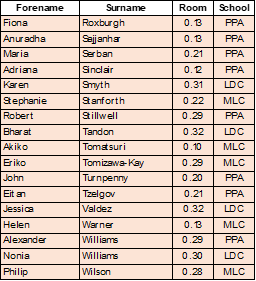 Forename Surname Room School
Fiona Roxburgh 0.13 PPA
Anuradha Sajjanhar 0.13 PPA
Maria Serban 0.21 PPA
Adriana Sinclair 0.12 PPA
Karen Smyth 0.31 LDC
Stephanie Stanforth 0.22 MLC
Robert Stillwell 0.29 PPA
Bharat Tandon 0.32 LDC
Akiko Tomatsuri 0.10 MLC
Eriko Tomizawa-Kay 0.29 MLC
John Turnpenny 0.20 PPA
Eitan Tzelgov 0.21 PPA
Jessica Valdez 0.32 LDC
Helen Warner 0.13 MLC
Alexander Williams 0.29 PPA
Nonia Williams 0.30 LDC
Philip Wilson 0.28 MLC